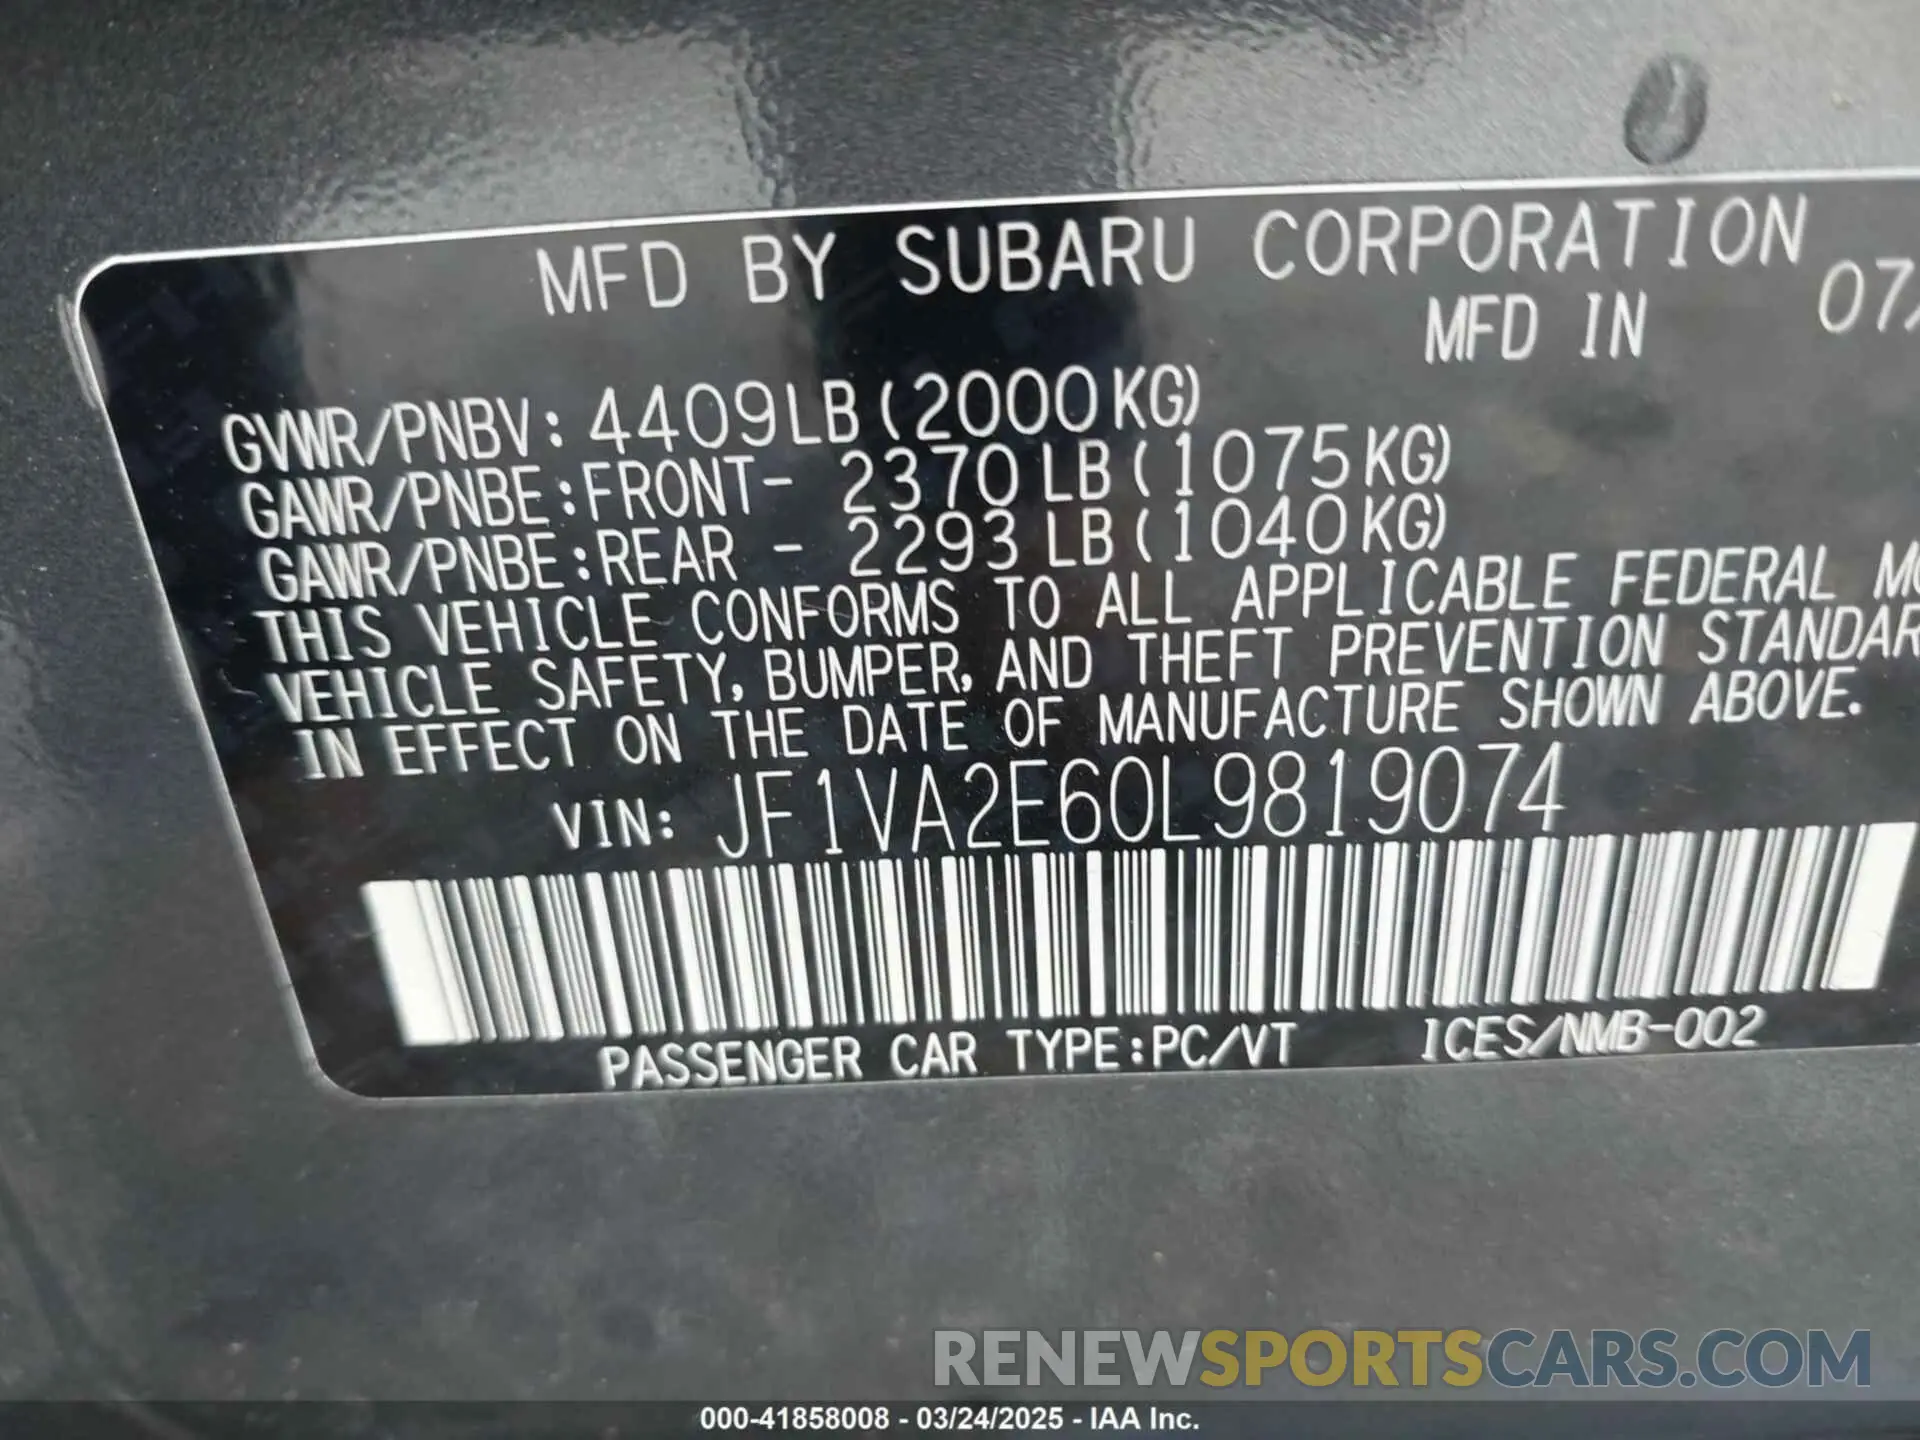 MFD BY SUBARU CORPORATION
MFD IN 07/
GVWR/PNBV: 4409LB(2000KG)
GAWR/PNBE:FRONT- 2370LB(1075KG)
GAWR/PNBE:REAR - 2293LB(1040KG)
THIS VEHICLE CONFORMS TO ALL APPLICABLE FEDERAL MO
VEHICLE SAFETY, BUMPER, AND THEFT PREVENTION STANDAR
IN EFFECT ON THE DATE OF MANUFACTURE SHOWN ABOVE.
VIN: JF1VA2E60L9819074
PASSENGER CAR TYPE:PC/VT ICES/NMB-002
RENEWSPORTSCARS.COM
000-41858008 - 03/24/2025 - IAA Inc.